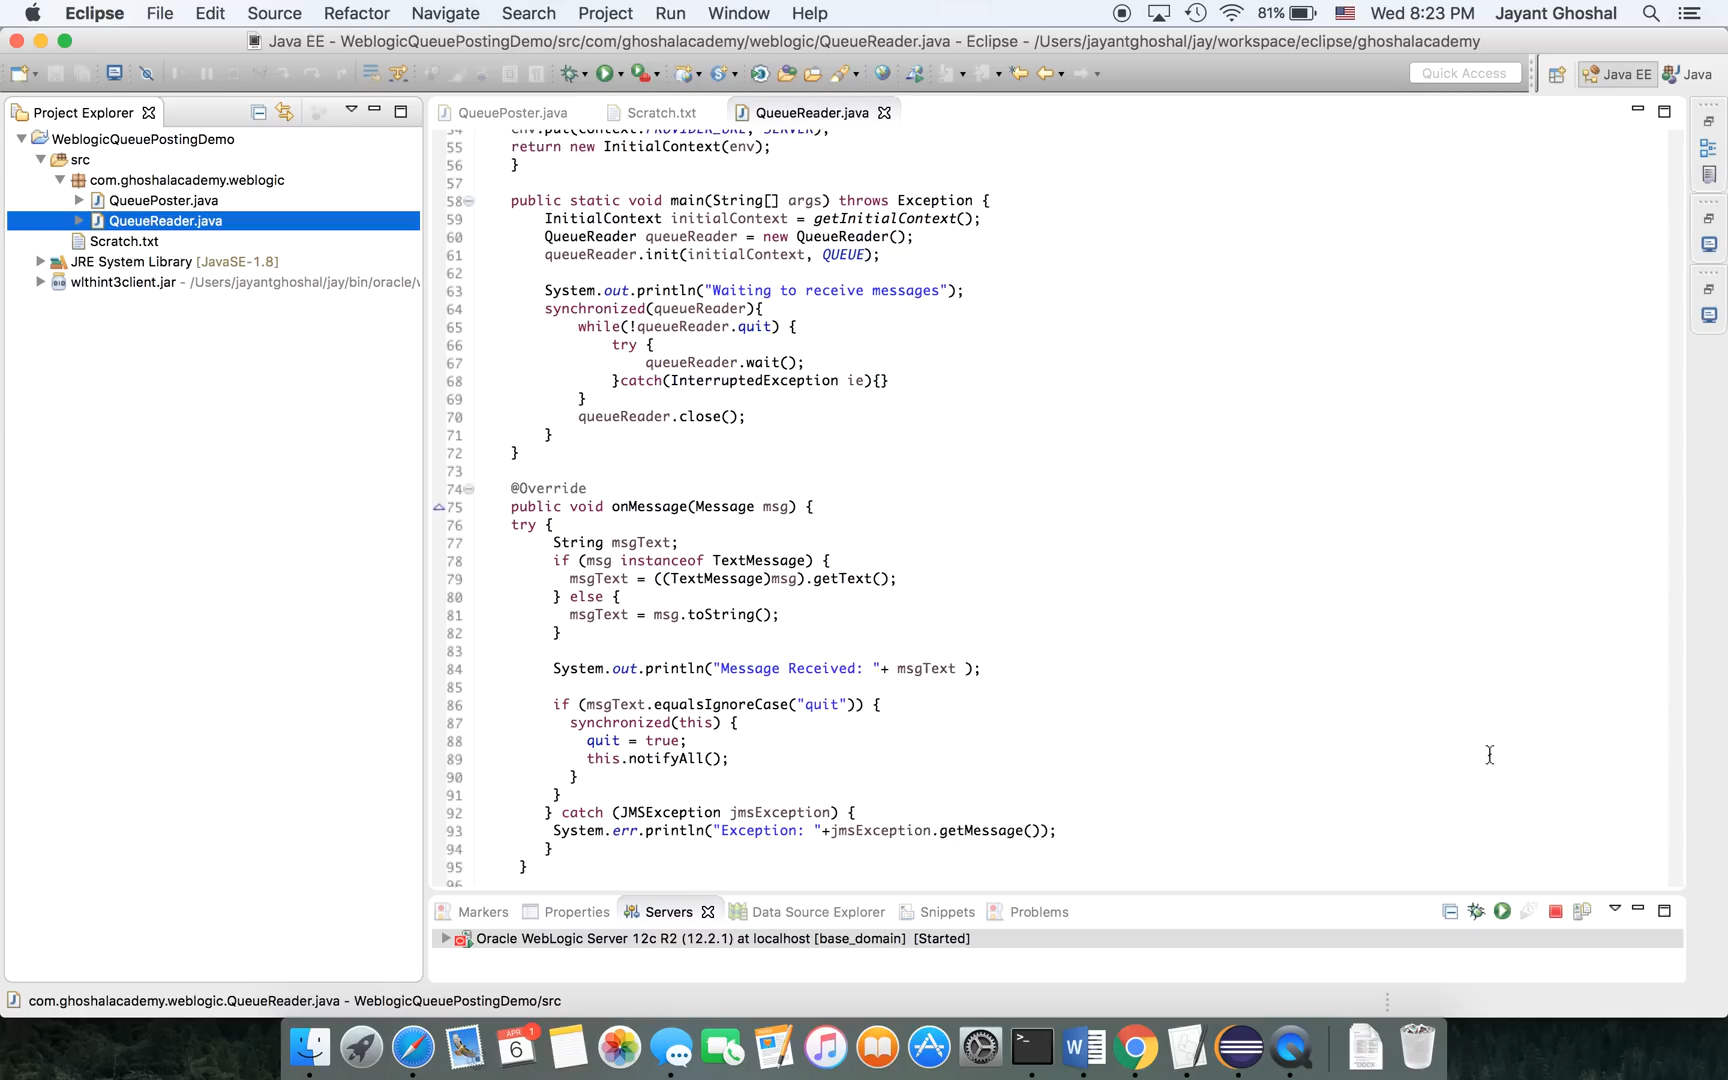 Eclipse File Edit Source Refactor Navigate Search Project Run Window Help 81% Wed 8:23 PM Jayant Ghoshal
Java EE - WeblogicQueuePostingDemo/src/com/ghoshalacademy/weblogic/QueueReader.java - Eclipse - /Users/jayantghoshal/jay/workspace/eclipse/ghoshalacademy
Quick Access Java EE Java
Project Explorer
WeblogicQueuePostingDemo
src
com.ghoshalacademy.weblogic
QueuePoster.java
QueueReader.java
Scratch.txt
JRE System Library [JavaSE-1.8]
wlthint3client.jar - /Users/jayantghoshal/jay/bin/oracle/
QueuePoster.java Scratch.txt QueueReader.java
54 env.put(Context.PROVIDER_URL, SERVER);
55 return new InitialContext(env);
56 }
57
58 public static void main(String[] args) throws Exception {
59 InitialContext initialContext = getInitialContext();
60 QueueReader queueReader = new QueueReader();
61 queueReader.init(initialContext, QUEUE);
62
63 System.out.println("Waiting to receive messages");
64 synchronized(queueReader){
65 while(!queueReader.quit) {
66 try {
67 queueReader.wait();
68 }catch(InterruptedException ie){}
69 }
70 queueReader.close();
71 }
72 }
73
74 @Override
75 public void onMessage(Message msg) {
76 try {
77 String msgText;
78 if (msg instanceof TextMessage) {
79 msgText = ((TextMessage)msg).getText();
80 } else {
81 msgText = msg.toString();
82 }
83
84 System.out.println("Message Received: "+ msgText );
85
86 if (msgText.equalsIgnoreCase("quit")) {
87 synchronized(this) {
88 quit = true;
89 this.notifyAll();
90 }
91 }
92 } catch (JMSException jmsException) {
93 System.err.println("Exception: "+jmsException.getMessage());
94 }
95 }
96
Markers Properties Servers Data Source Explorer Snippets Problems
Oracle WebLogic Server 12c R2 (12.2.1) at localhost [base_domain] [Started]
com.ghoshalacademy.weblogic.QueueReader.java - WeblogicQueuePostingDemo/src
APR 1
6
>_
W
DOCX